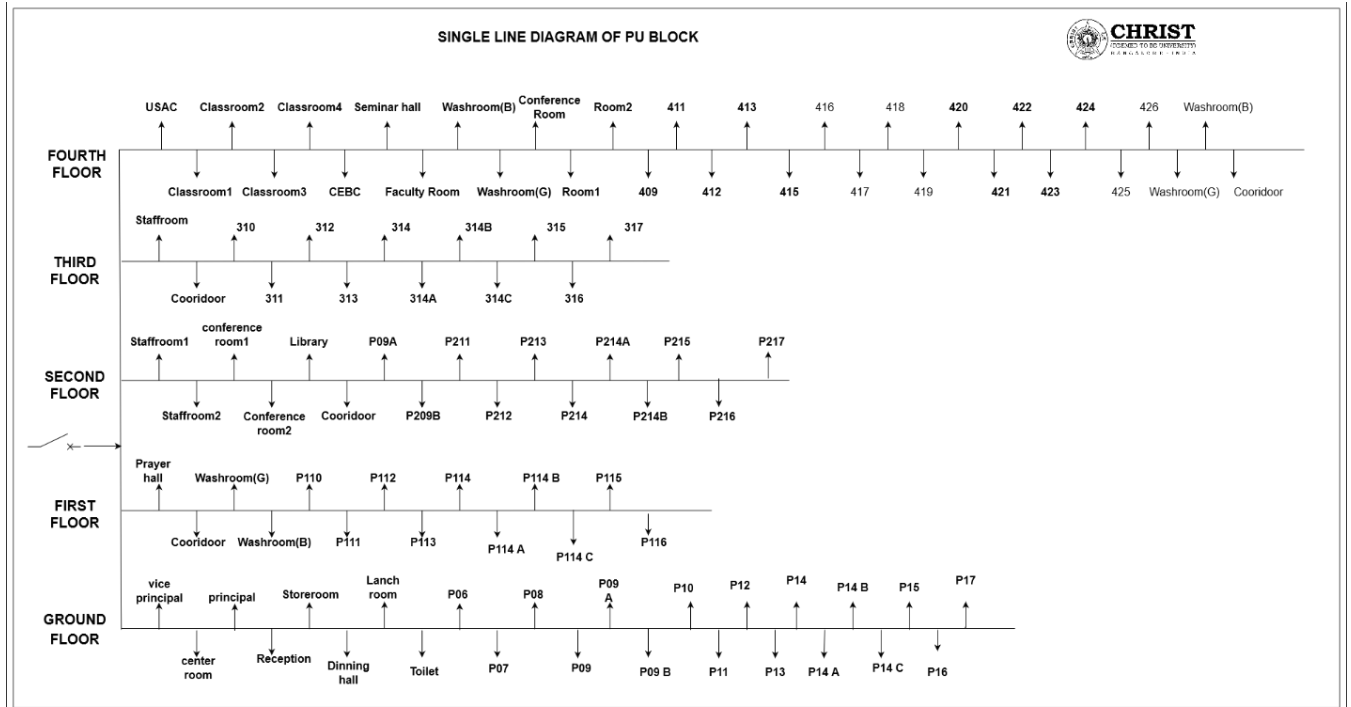 SINGLE LINE DIAGRAM OF PU BLOCK
CHRIST
(DEEMED TO BE UNIVERSITY)
BANGALORE · INDIA
USAC Classroom2 Classroom4 Seminar hall Washroom(B) Conference Room Room2 411 413 416 418 420 422 424 426 Washroom(B)
FOURTH
FLOOR
Classroom1 Classroom3 CEBC Faculty Room Washroom(G) Room1 409 412 415 417 419 421 423 425 Washroom(G) Cooridoor
Staffroom 310 312 314 314B 315 317
THIRD
FLOOR
Cooridoor 311 313 314A 314C 316
Staffroom1 conference room1 Library P09A P211 P213 P214A P215 P217
SECOND
FLOOR
Staffroom2 Conference room2 Cooridoor P209B P212 P214 P214B P216
Prayer hall Washroom(G) P110 P112 P114 P114 B P115
FIRST
FLOOR
Cooridoor Washroom(B) P111 P113 P114 A P114 C P116
vice principal principal Storeroom Lanch room P06 P08 P09 A P10 P12 P14 P14 B P15 P17
GROUND
FLOOR
center room Reception Dinning hall Toilet P07 P09 P09 B P11 P13 P14 A P14 C P16